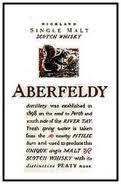 HIGHLAND
SINGLE MALT
SCOTCH WHISKY
ABERFELDY
distillery was established in
1898 on the road to Perth and
south side of the RIVER TAY.
Fresh spring water is taken
from the nearby PITILIE
burn and used to produce this
UNIQUE single MALT
SCOTCH WHISKY with its
distinctive PEATY NOSE.